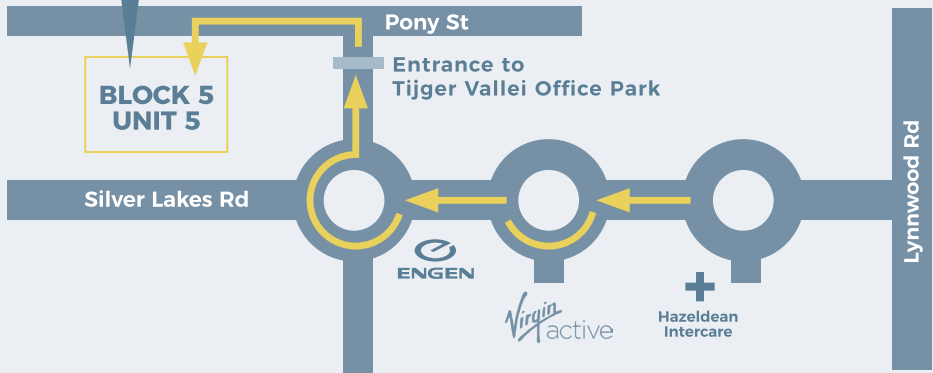 Pony St
Entrance to
Tijger Vallei Office Park
BLOCK 5
UNIT 5
Silver Lakes Rd
Lynnwood Rd
ENGEN
Virgin
active
Hazeldean
Intercare